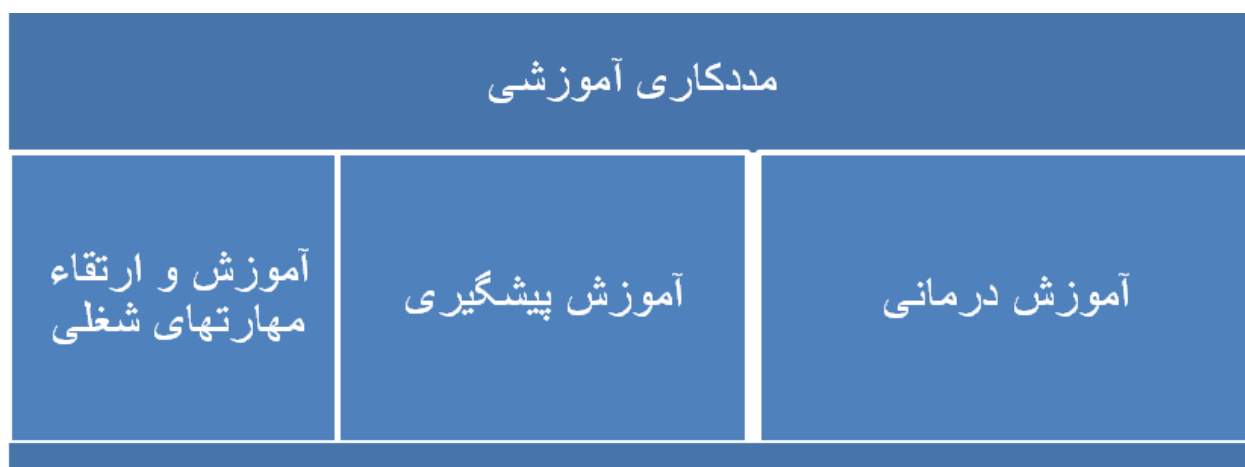 مددکاری آموزشی
آموزش درمانی
آموزش پیشگیری
آموزش و ارتقاء
مهارتهای شغلی